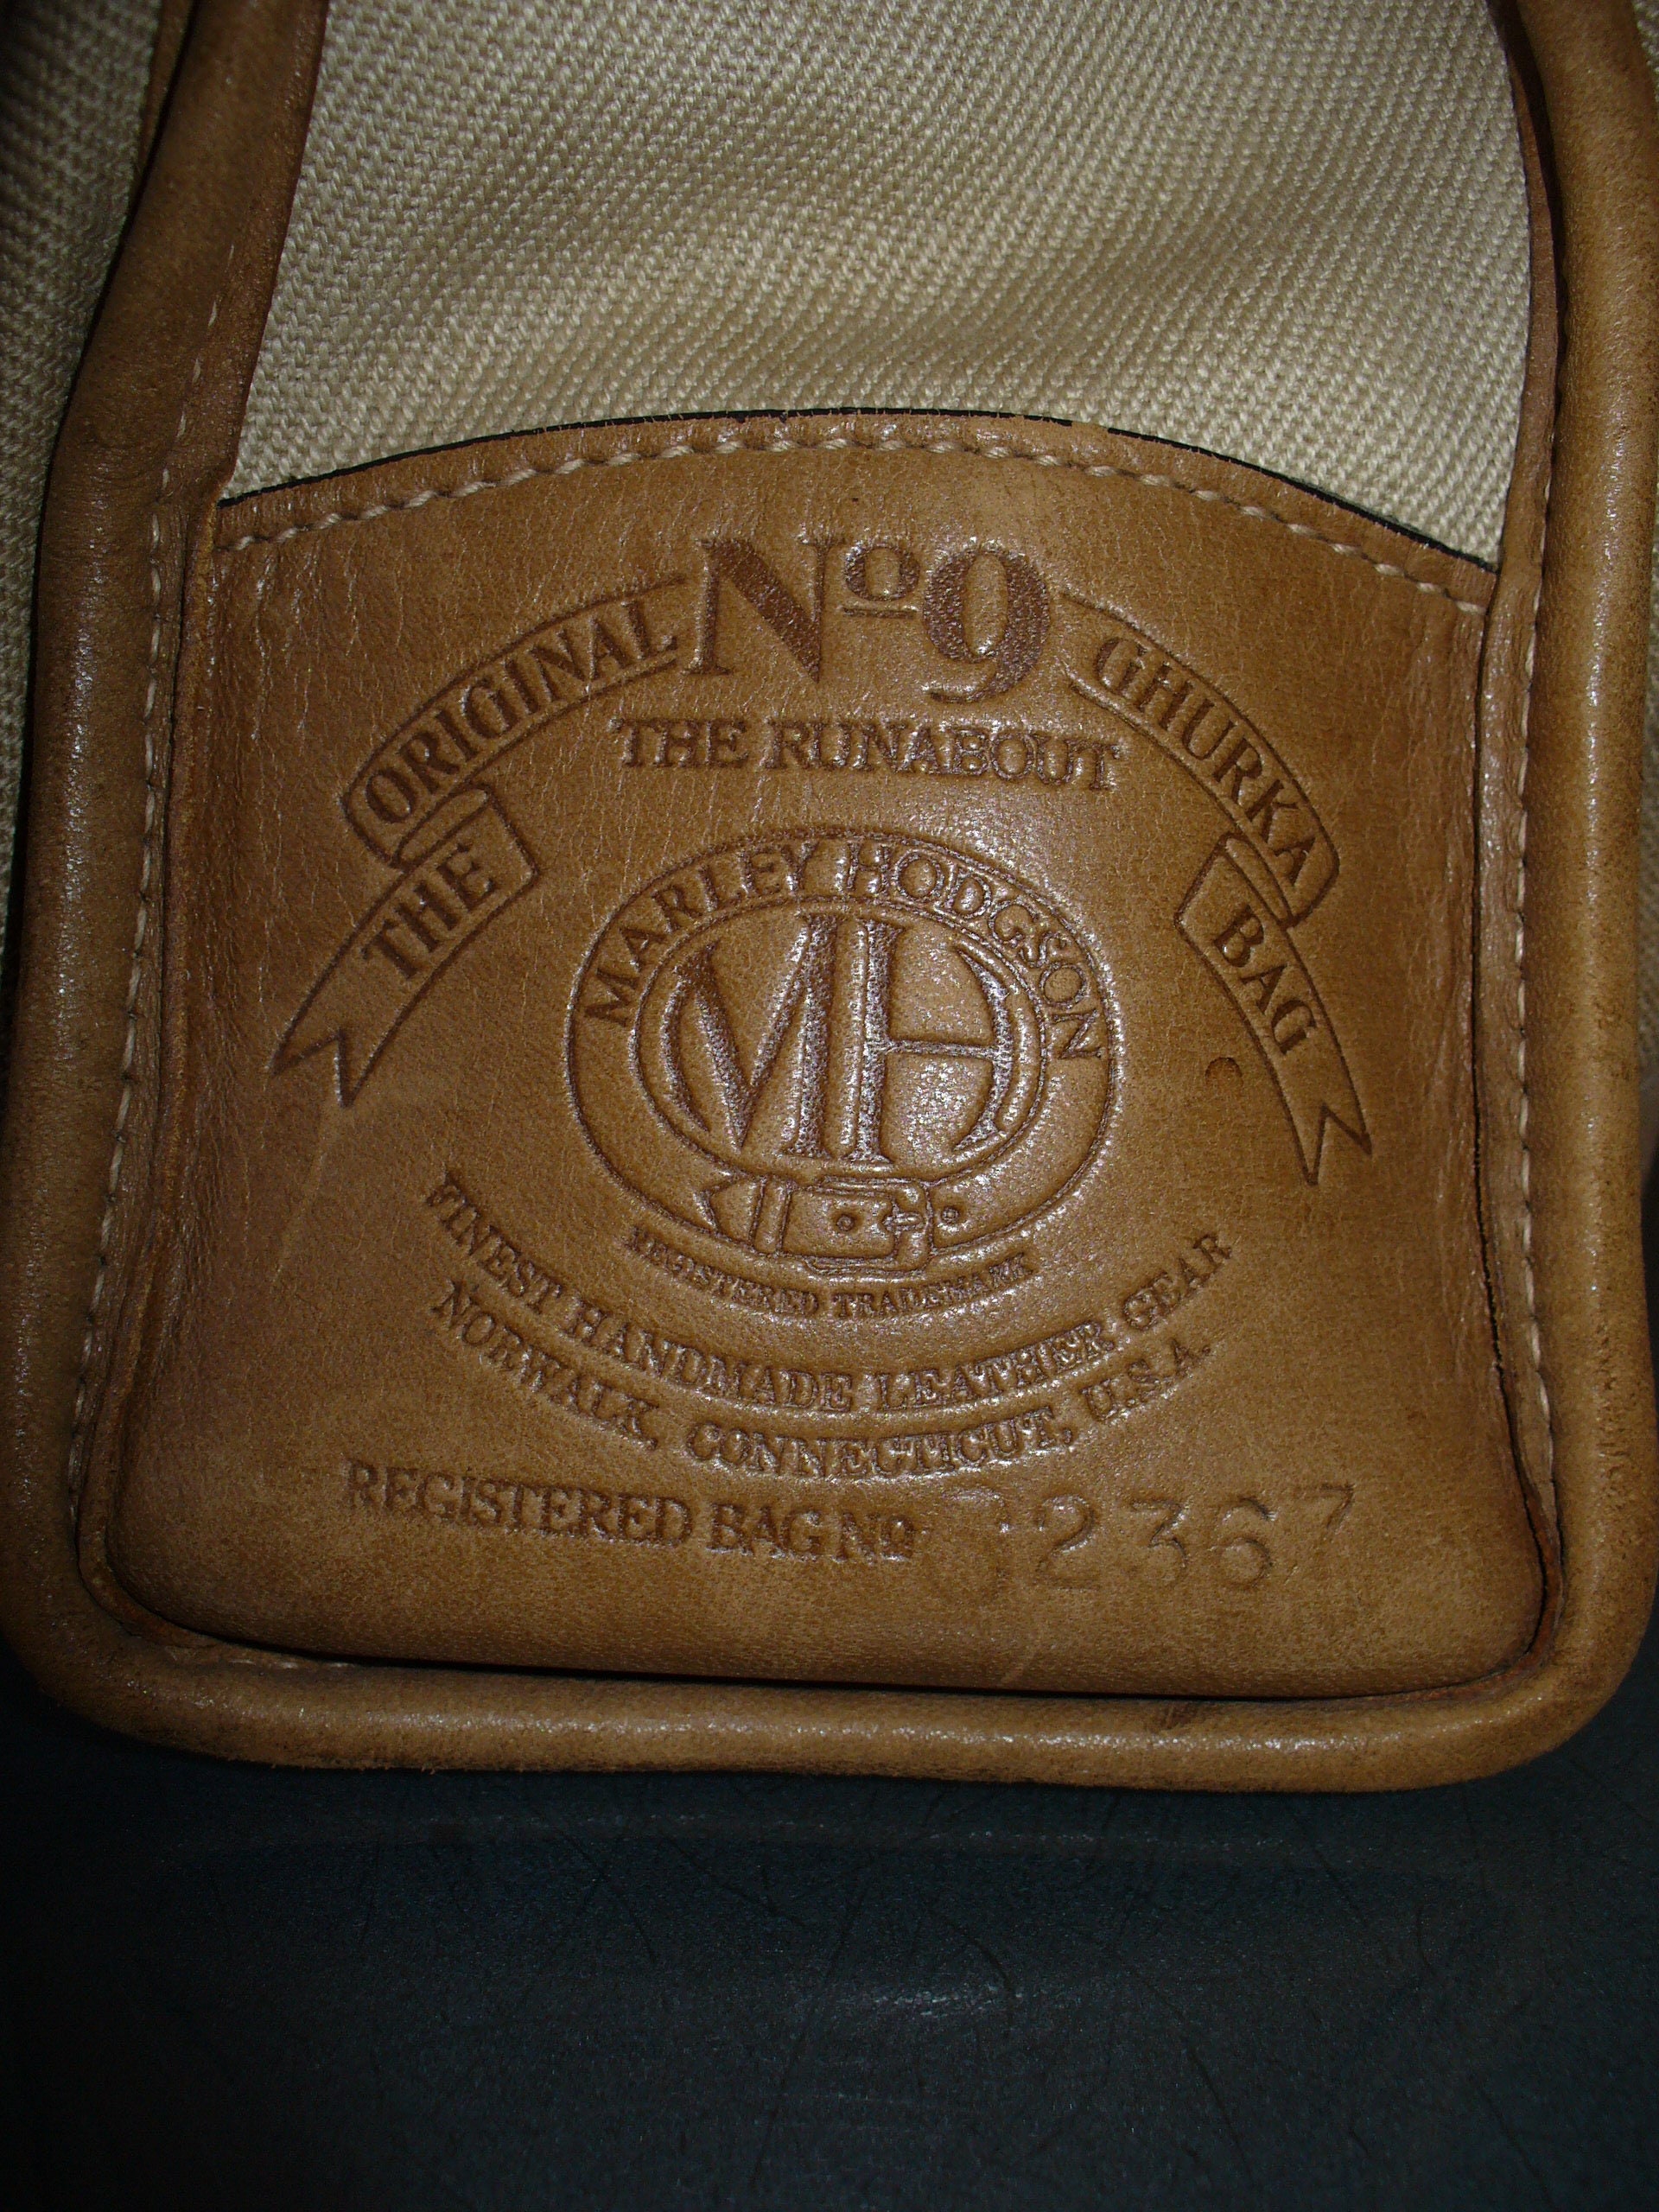 THE ORIGINAL Nº9 GHURKA BAG
THE RUNABOUT
MARLEY HODGSON
MH
REGISTERED TRADEMARK
FINEST HANDMADE LEATHER GEAR
NORWALK, CONNECTICUT, U.S.A.
REGISTERED BAG Nº